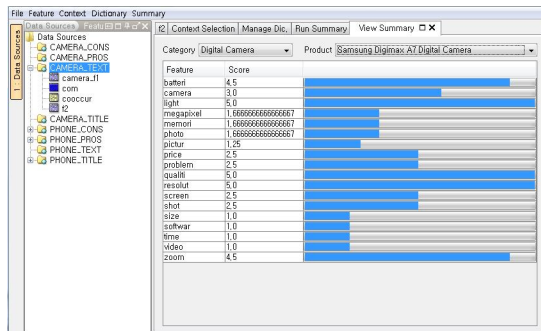 File Feature Context Dictionary Summary
Data Sources Featu
f2 Context Selection Manage Dic. Run Summary View Summary
1: Data Sources
Data Sources
CAMERA_CONS
CAMERA_PROS
CAMERA_TEXT
camera_f1
com
cooccur
f2
CAMERA_TITLE
PHONE_CONS
PHONE_PROS
PHONE_TEXT
PHONE_TITLE
Category Digital Camera Product Samsung Digimax A7 Digital Camera
Feature Score
batteri 4,5
camera 3,0
light 5,0
megapixel 1,6666666666666667
memori 1,6666666666666667
photo 1,6666666666666667
pictur 1,25
price 2,5
problem 2,5
qualiti 5,0
resolut 5,0
screen 2,5
shot 2,5
size 1,0
softwar 1,0
time 1,0
video 1,0
zoom 4,5